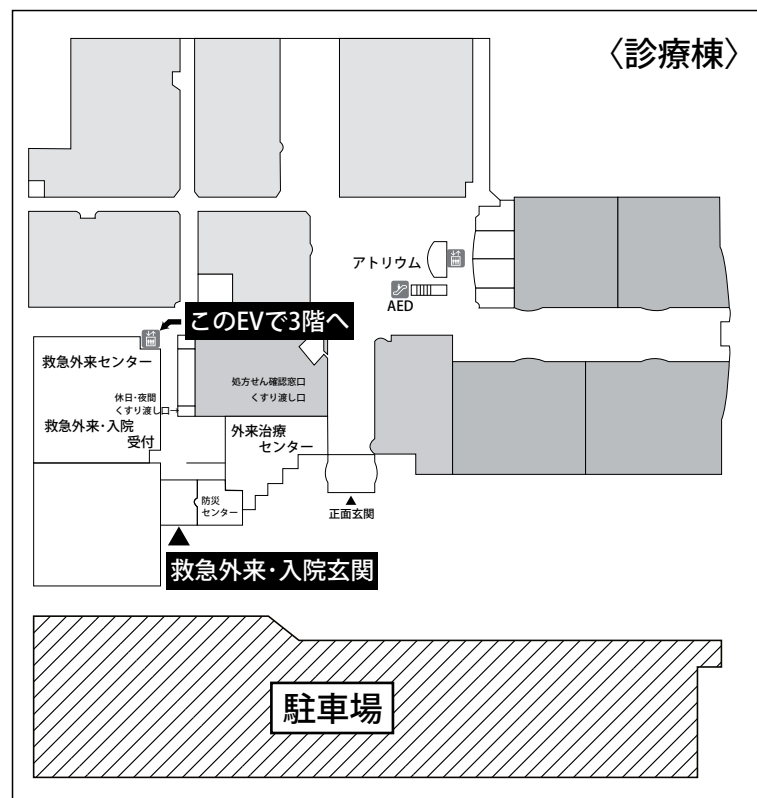 〈診療棟〉
アトリウム
AED
このEVで3階へ
救急外来センター
処方せん確認窓口
くすり渡し口
休日・夜間
くすり渡し口→
救急外来・入院
受付
外来治療
センター
防災
センター
正面玄関
救急外来・入院玄関
駐車場